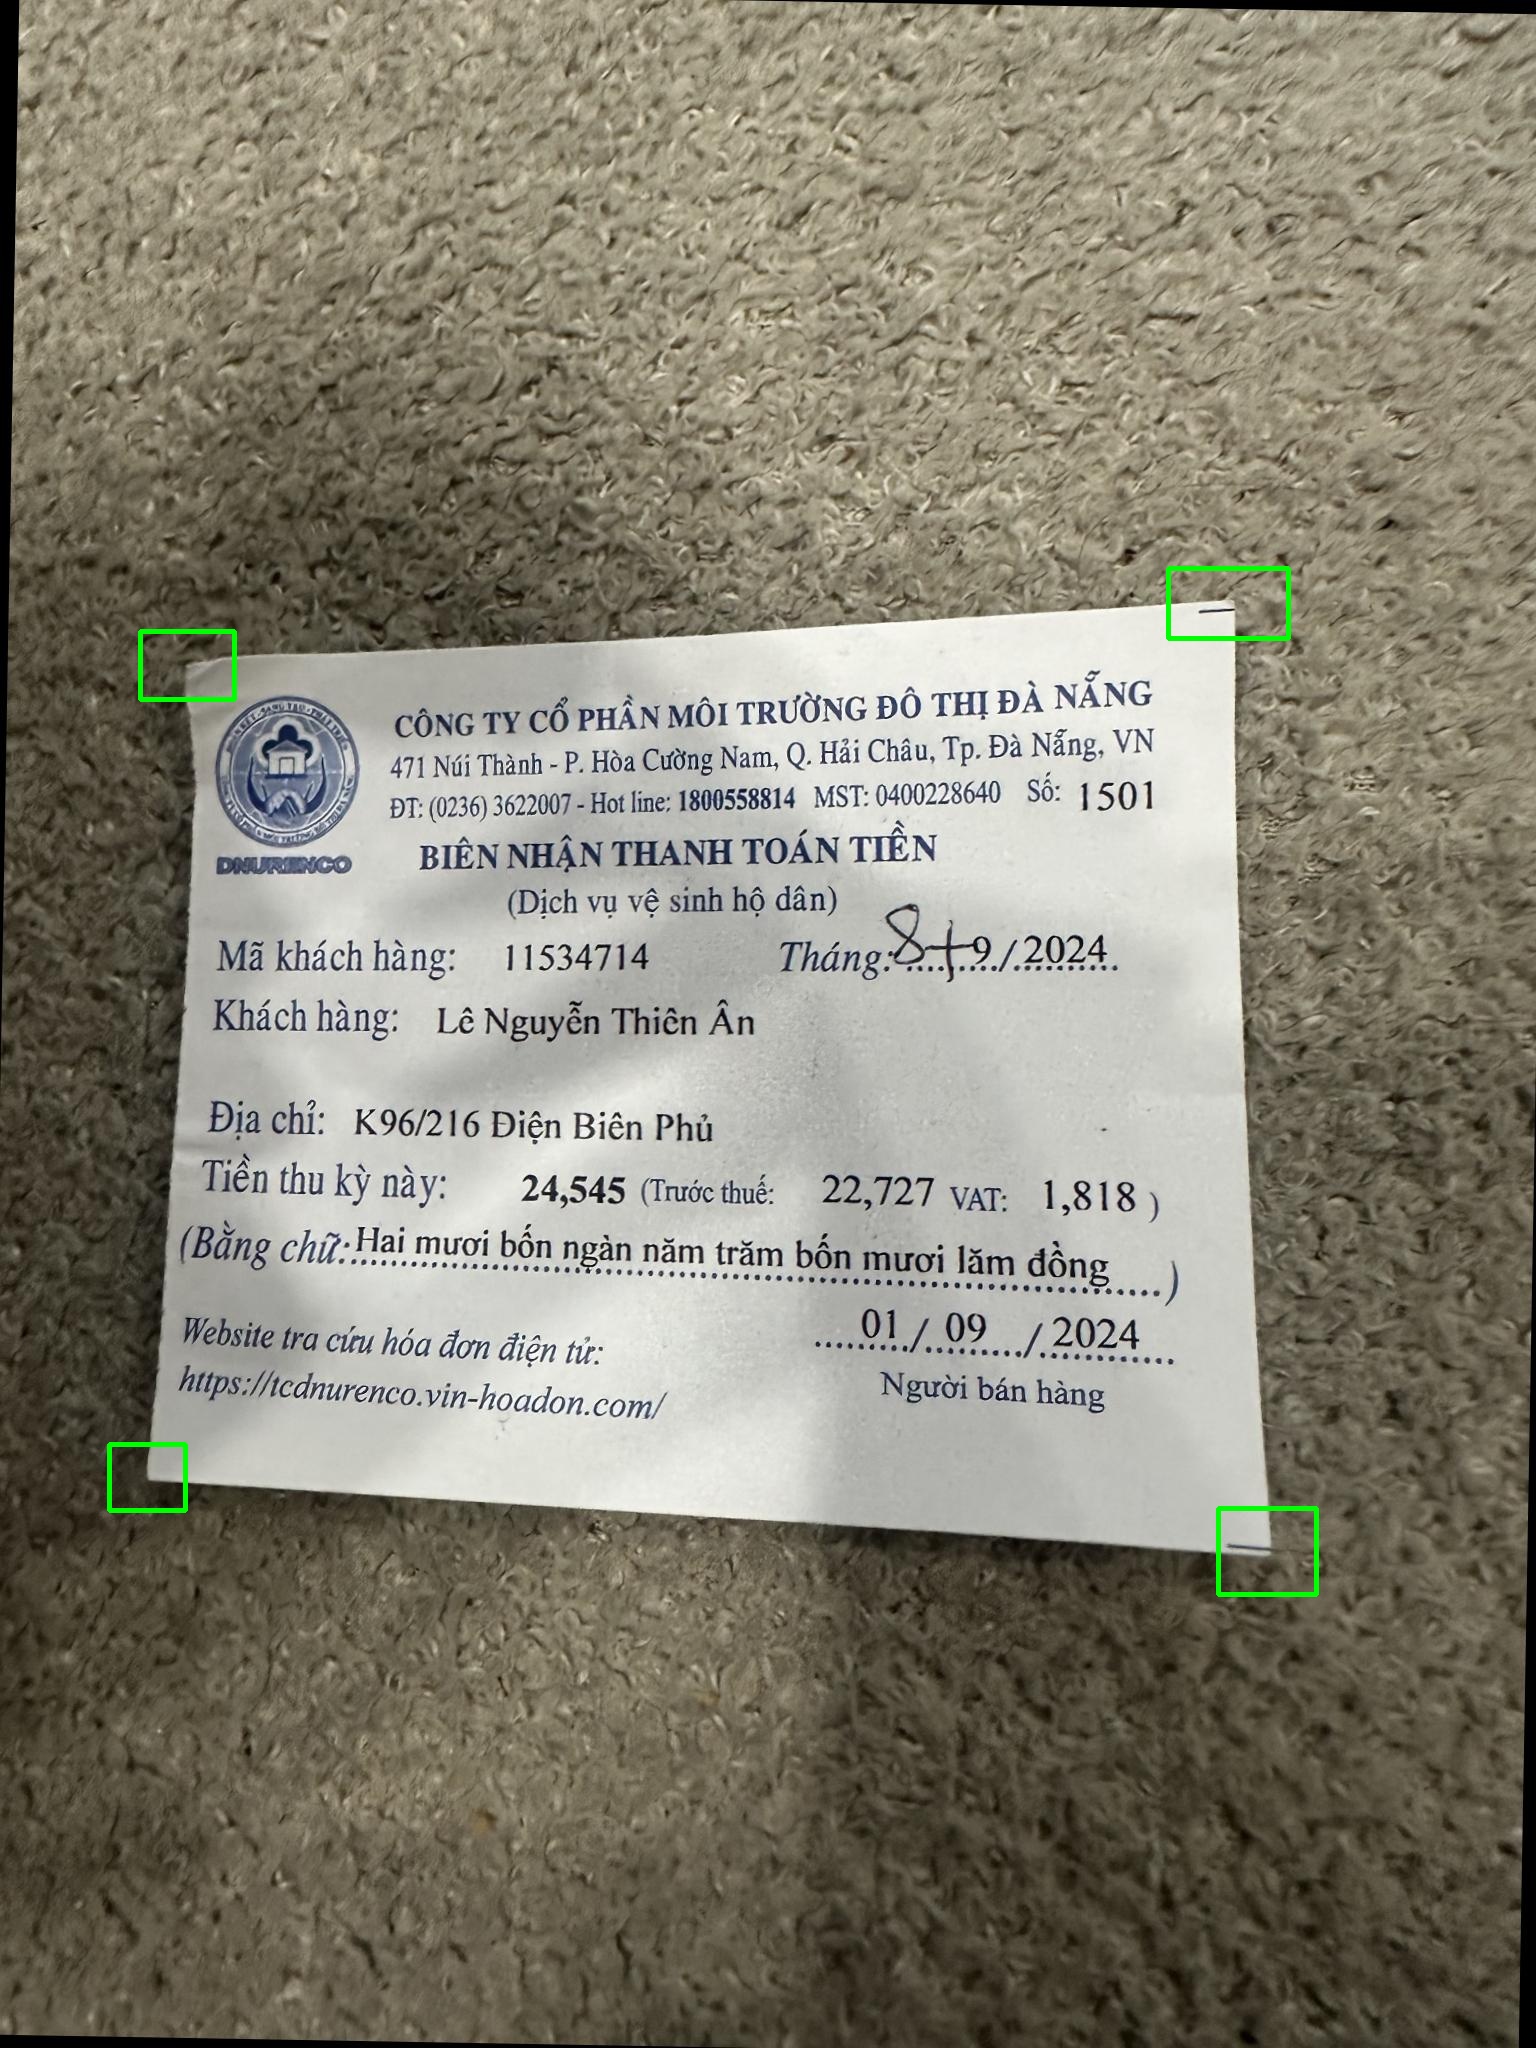 CÔNG TY CỔ PHẦN MÔI TRƯỜNG ĐÔ THỊ ĐÀ NẴNG
471 Núi Thành - P. Hòa Cường Nam, Q. Hải Châu, Tp. Đà Nẵng, VN
ĐT: (0236) 3622007 - Hot line: 1800558814 MST: 0400228640 Số: 1501
DNURENCO
BIÊN NHẬN THANH TOÁN TIỀN
(Dịch vụ vệ sinh hộ dân)
Mã khách hàng: 11534714 Tháng: 8+9/2024
Khách hàng: Lê Nguyễn Thiên Ân
Địa chỉ: K96/216 Điện Biên Phủ
Tiền thu kỳ này: 24,545 (Trước thuế: 22,727 VAT: 1,818 )
(Bằng chữ: Hai mươi bốn ngàn năm trăm bốn mươi lăm đồng )
Website tra cứu hóa đơn điện tử: 01 / 09 / 2024
https://tcdnurenco.vin-hoadon.com/ Người bán hàng